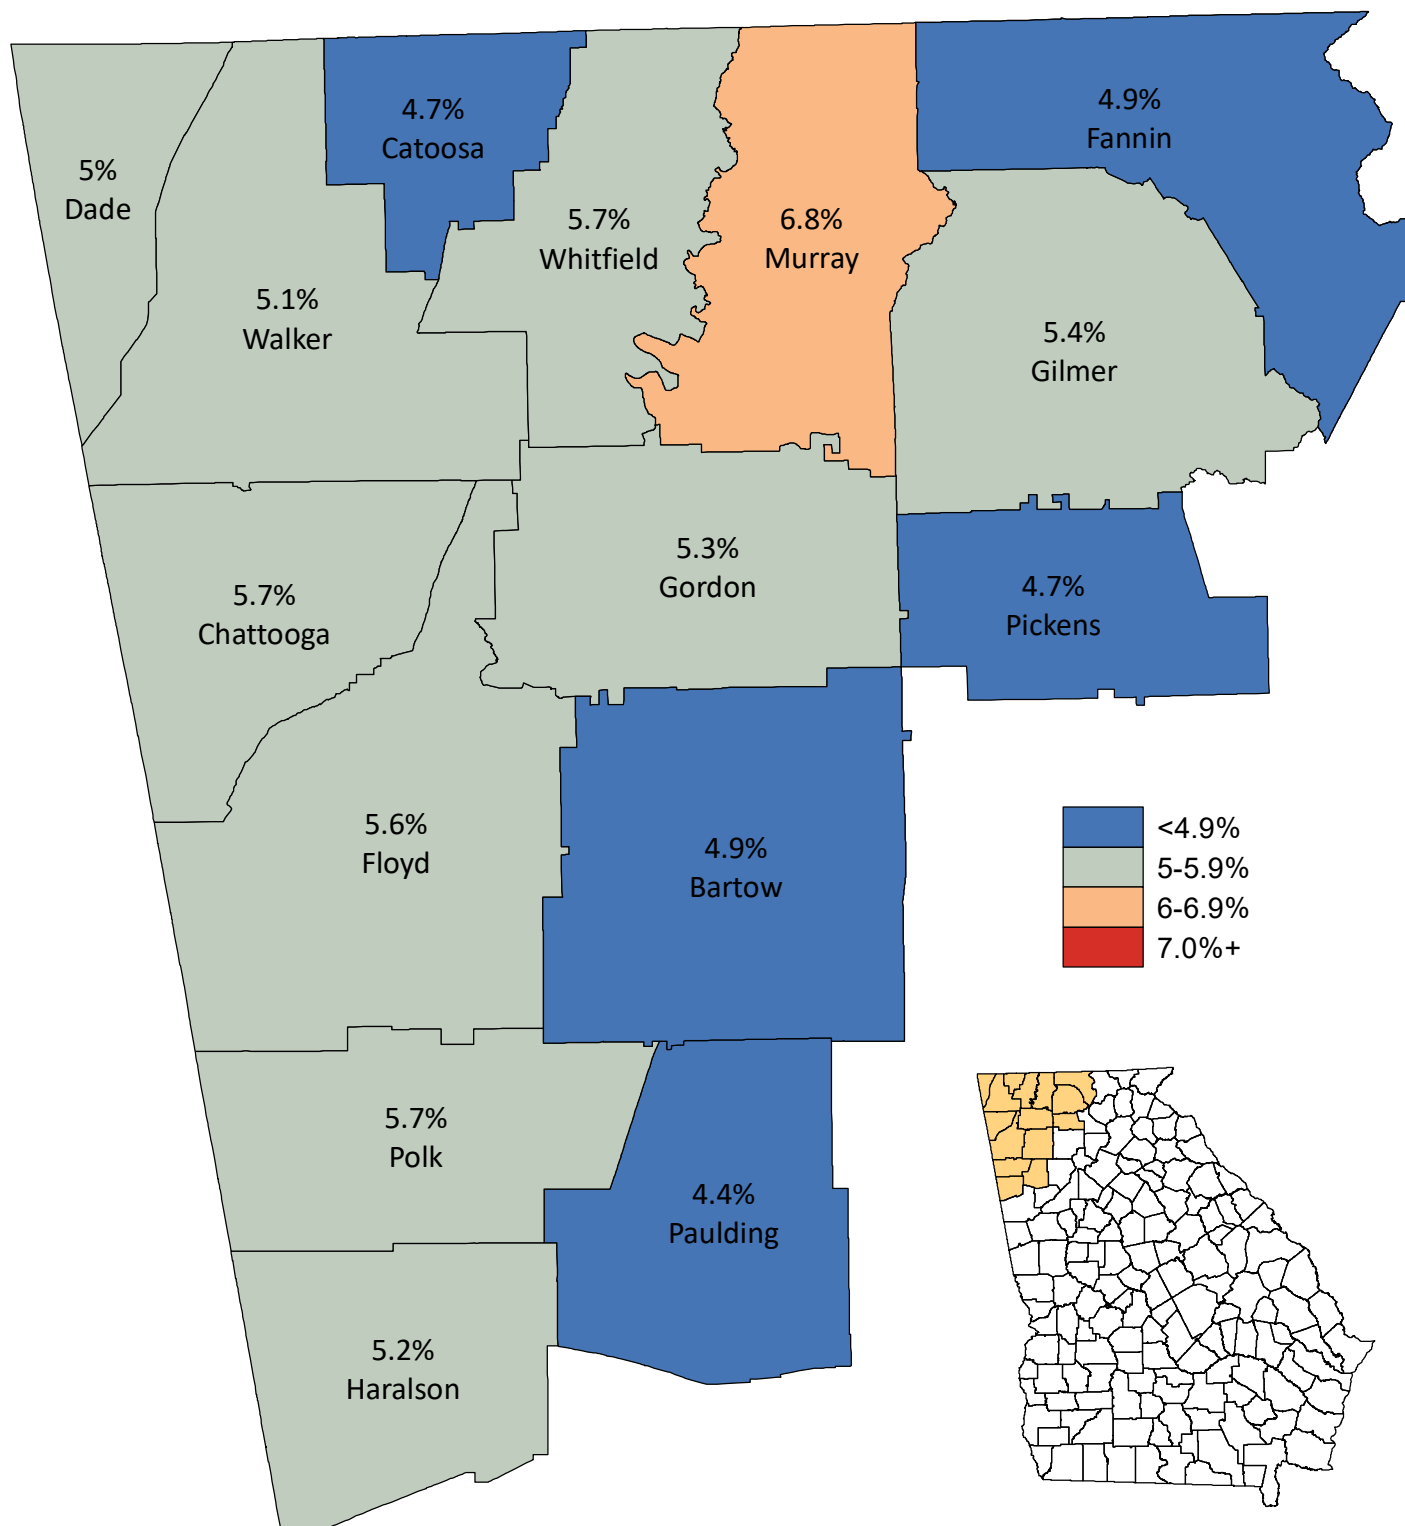 4.7%
Catoosa
4.9%
Fannin
5%
Dade
5.7%
Whitfield
6.8%
Murray
5.1%
Walker
5.4%
Gilmer
5.3%
Gordon
5.7%
Chattooga
4.7%
Pickens
5.6%
Floyd
4.9%
Bartow
<4.9%
5-5.9%
6-6.9%
7.0%+
5.7%
Polk
4.4%
Paulding
5.2%
Haralson